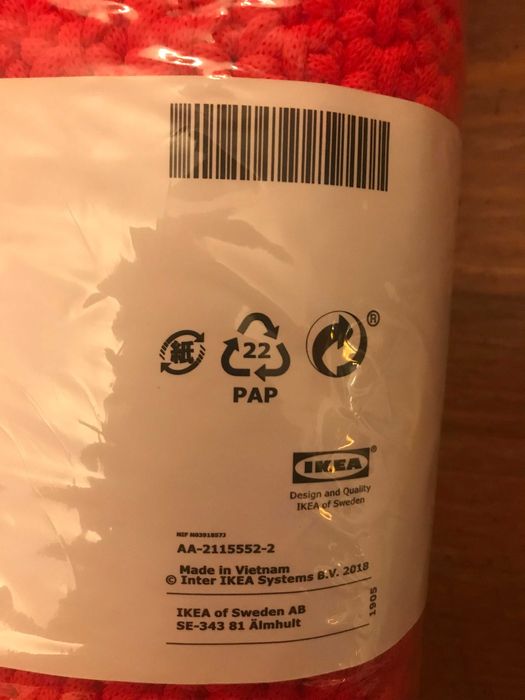 紙
22
PAP
®
IKEA®
Design and Quality
IKEA of Sweden
AA-2115552-2
Made in Vietnam
© Inter IKEA Systems B.V. 2018
1905
IKEA of Sweden AB
SE-343 81 Älmhult